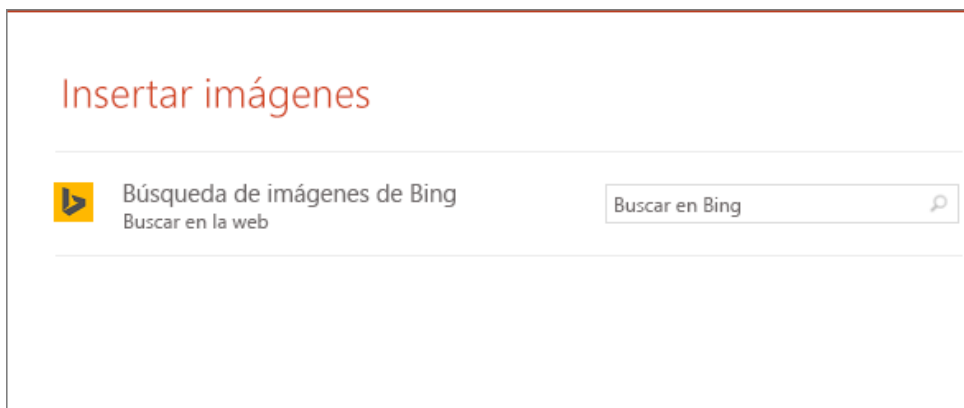 Insertar imágenes
Búsqueda de imágenes de Bing
Buscar en la web
Buscar en Bing